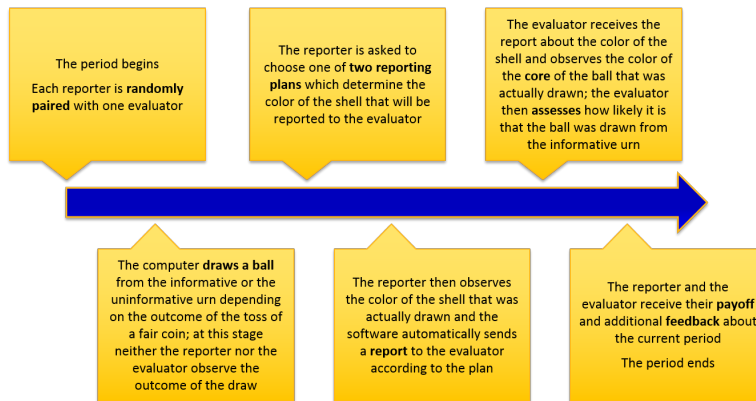 The period begins
Each reporter is randomly
paired with one evaluator
The computer draws a ball
from the informative or the
uninformative urn depending
on the outcome of the toss of
a fair coin; at this stage
neither the reporter nor the
evaluator observe the
outcome of the draw
The reporter is asked to
choose one of two reporting
plans which determine the
color of the shell that will be
reported to the evaluator
The reporter then observes
the color of the shell that was
actually drawn and the
software automatically sends
a report to the evaluator
according to the plan
The evaluator receives the
report about the color of the
shell and observes the color of
the core of the ball that was
actually drawn; the evaluator
then assesses how likely it is
that the ball was drawn from
the informative urn
The reporter and the
evaluator receive their payoff
and additional feedback about
the current period
The period ends